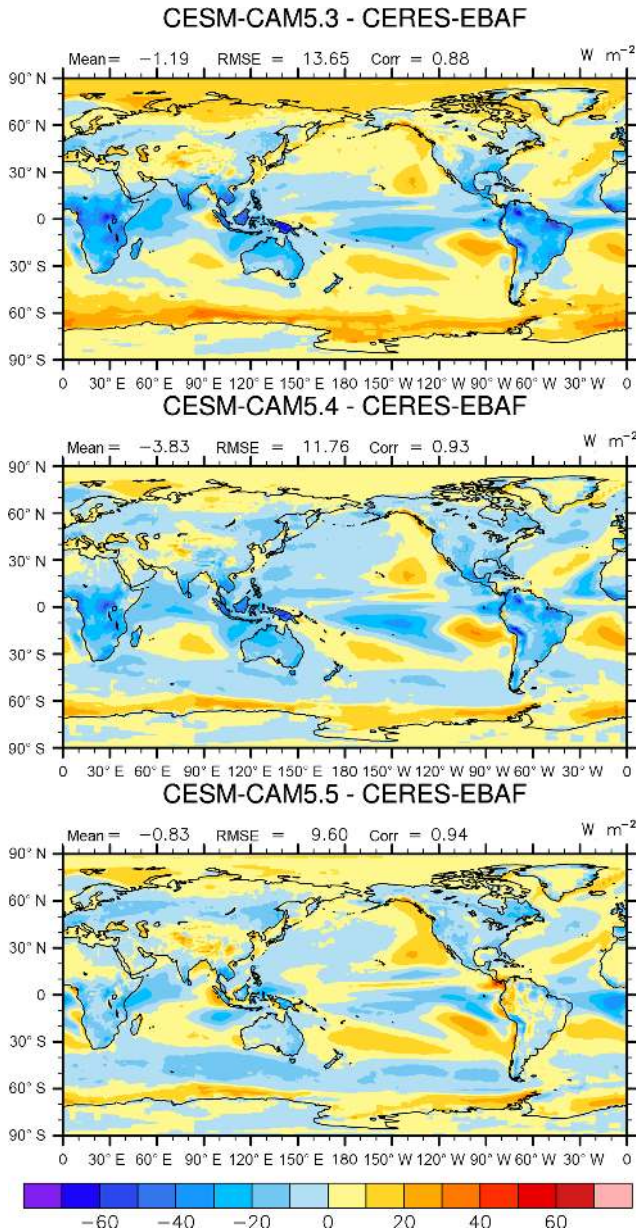 CESM-CAM5.3 - CERES-EBAF
Mean= -1.19 RMSE = 13.65 Corr = 0.88 W m-2
90° N
60° N
30° N
0
30° S
60° S
90° S
0 30° E 60° E 90° E 120° E 150° E 180 150° W 120° W 90° W 60° W 30° W 0
CESM-CAM5.4 - CERES-EBAF
Mean= -3.83 RMSE = 11.76 Corr = 0.93 W m-2
90° N
60° N
30° N
0
30° S
60° S
90° S
0 30° E 60° E 90° E 120° E 150° E 180 150° W 120° W 90° W 60° W 30° W 0
CESM-CAM5.5 - CERES-EBAF
Mean= -0.83 RMSE = 9.60 Corr = 0.94 W m-2
90° N
60° N
30° N
0
30° S
60° S
90° S
0 30° E 60° E 90° E 120° E 150° E 180 150° W 120° W 90° W 60° W 30° W 0
-60 -40 -20 0 20 40 60